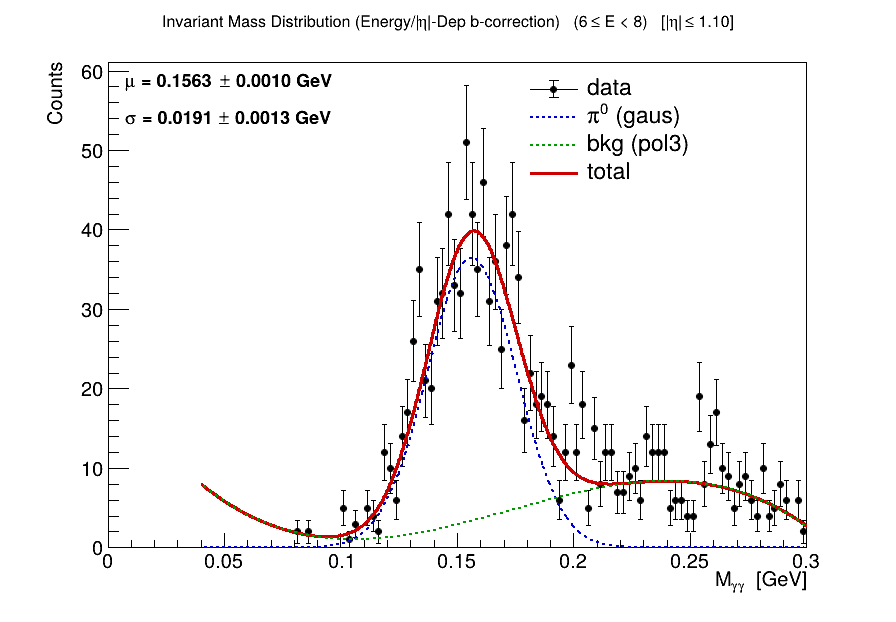 Invariant Mass Distribution (Energy/|η|-Dep b-correction) (6 ≤ E < 8) [|η| ≤ 1.10]
Counts
μ = 0.1563 ± 0.0010 GeV
σ = 0.0191 ± 0.0013 GeV
data
π⁰ (gaus)
bkg (pol3)
total
60
50
40
30
20
10
0
0 0.05 0.1 0.15 0.2 0.25 0.3
Mγγ [GeV]